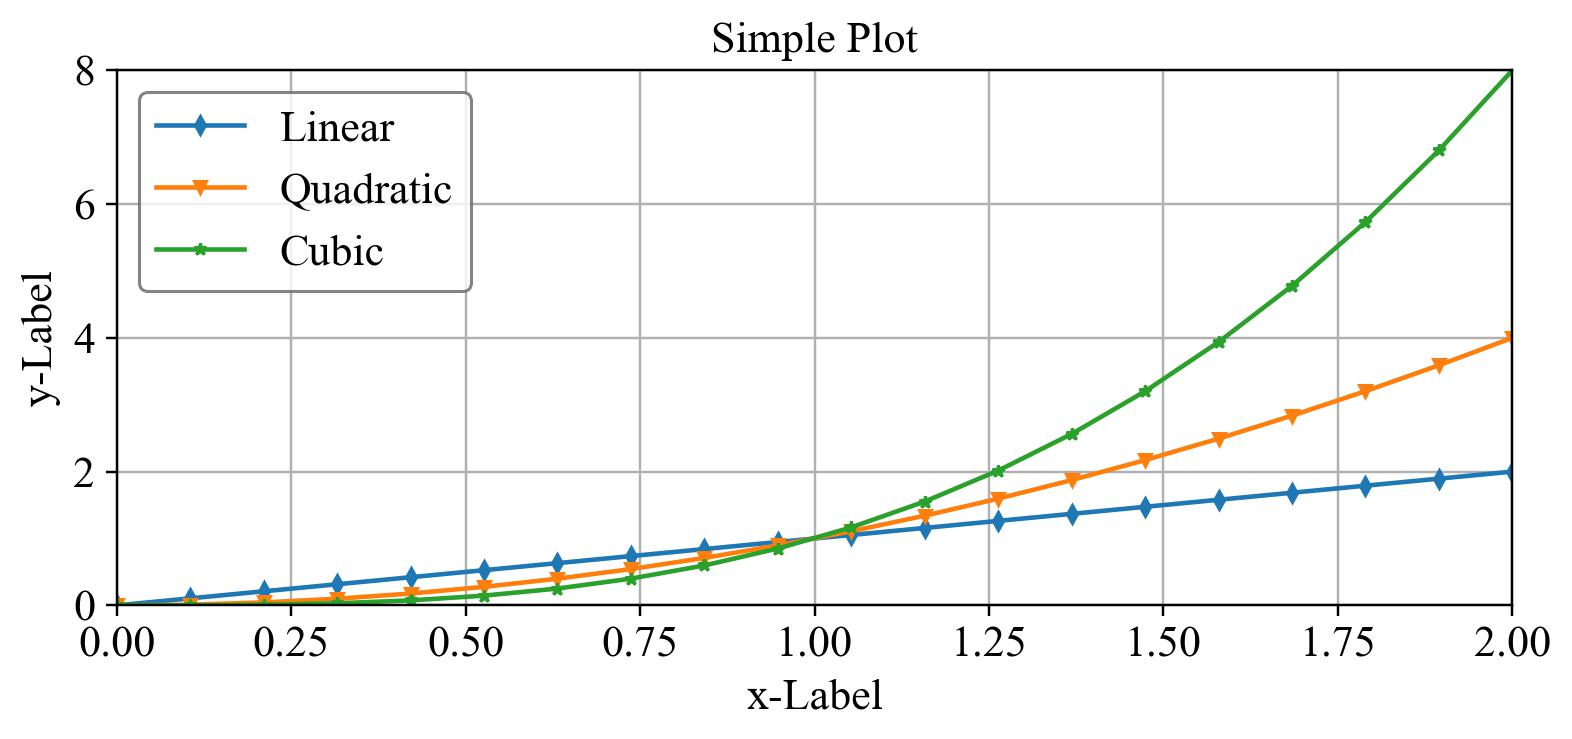 Simple Plot
8
6
4
2
0
y-Label
Linear
Quadratic
Cubic
0.00 0.25 0.50 0.75 1.00 1.25 1.50 1.75 2.00
x-Label